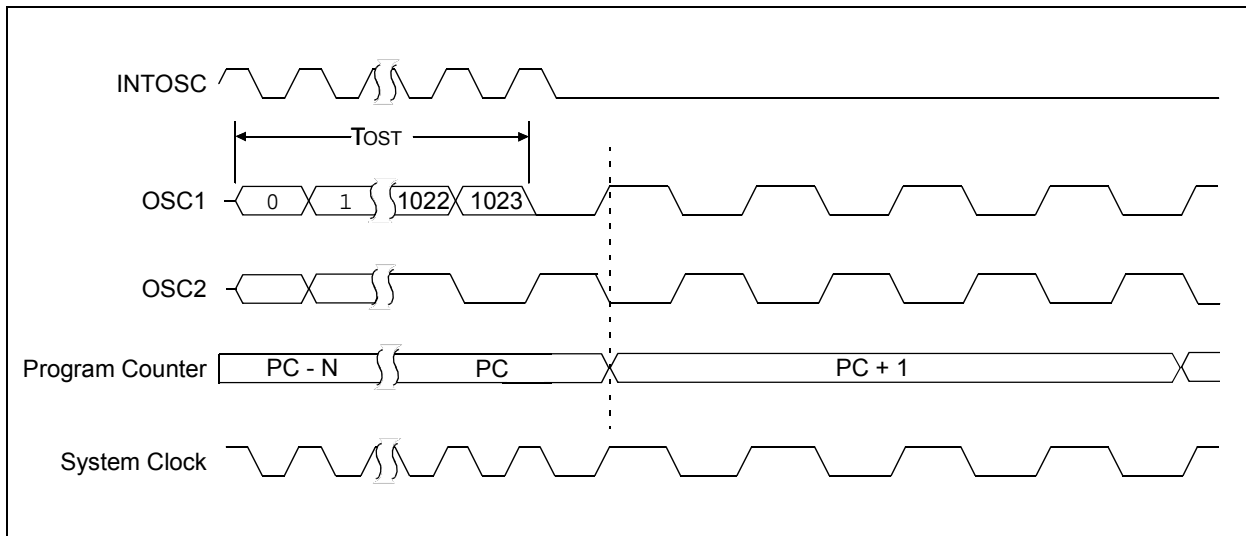 INTOSC
TOST
OSC1 0 1 1022 1023
OSC2
Program Counter PC - N PC PC + 1
System Clock